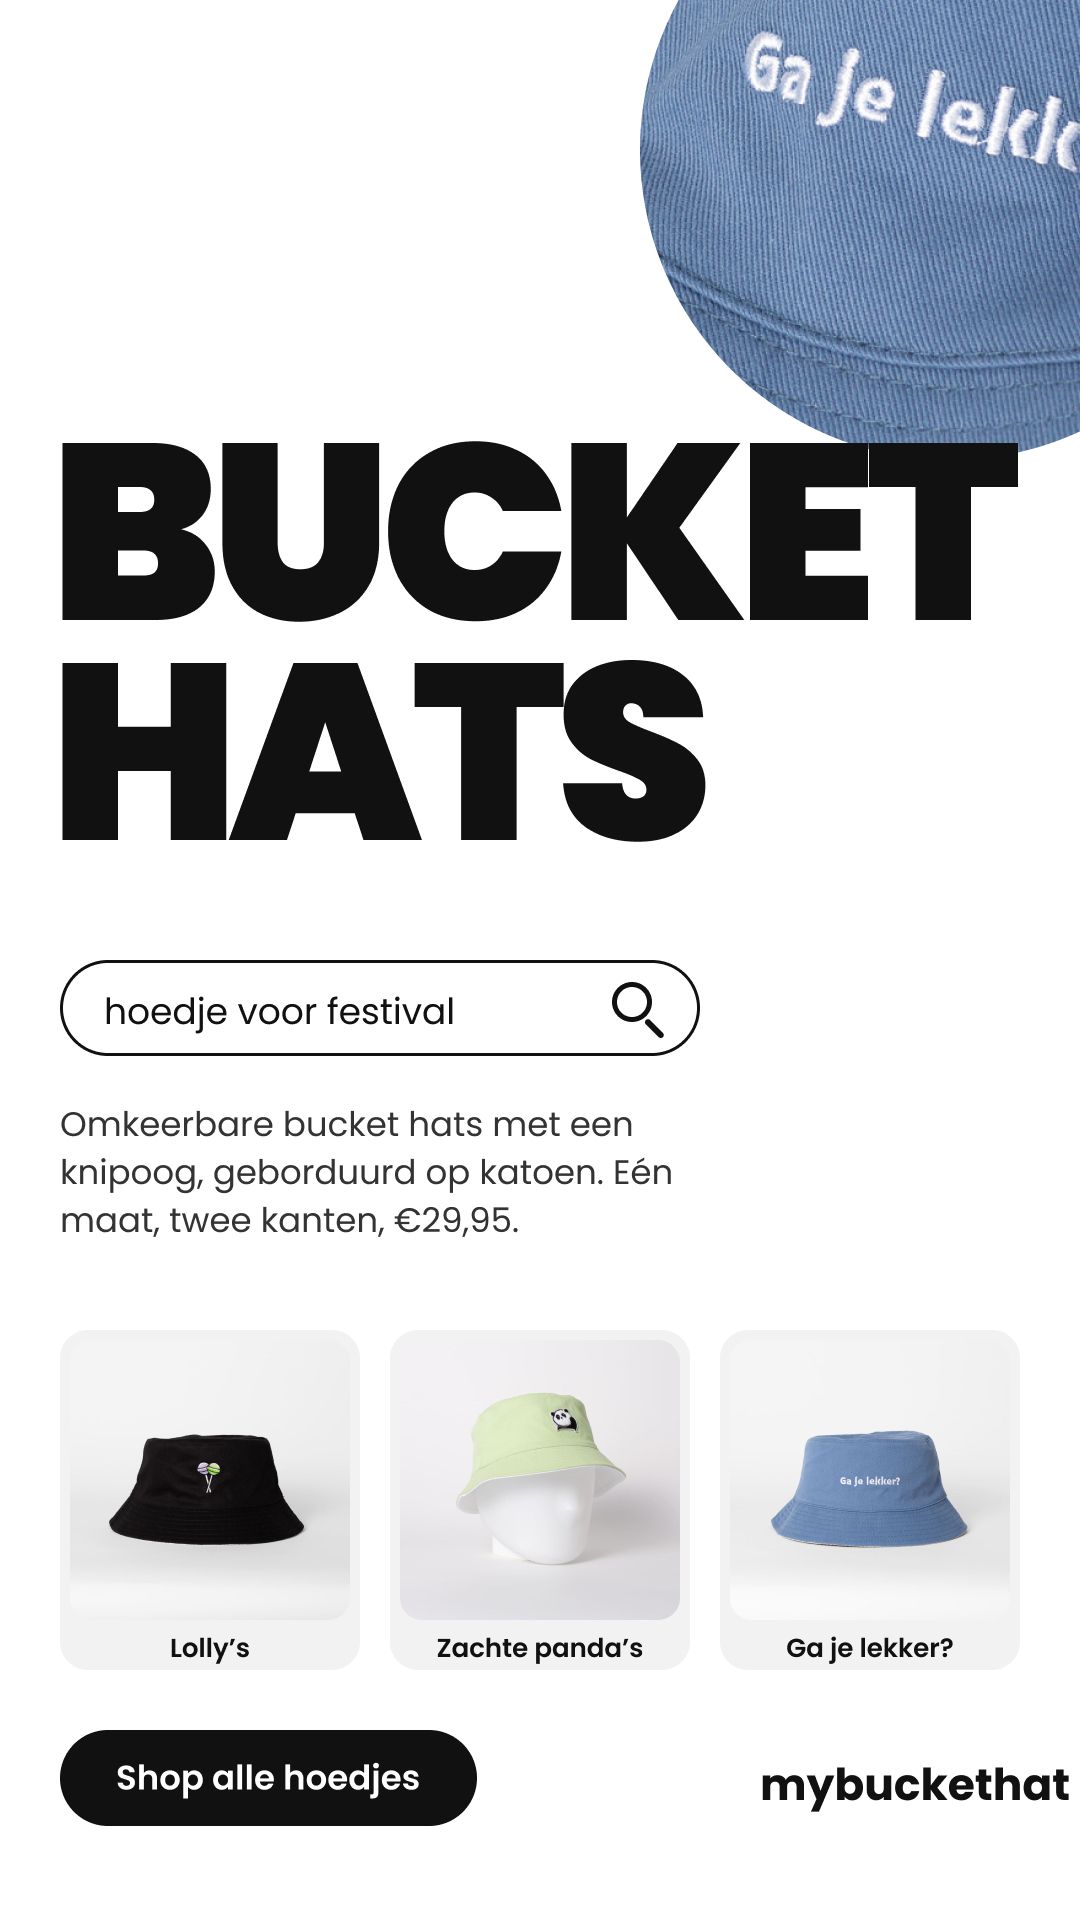 Ga je lekk
BUCKET
HATS
hoedje voor festival
Omkeerbare bucket hats met een
knipoog, geborduurd op katoen. Eén
maat, twee kanten, €29,95.
Ga je lekker?
Lolly’s
Zachte panda’s
Ga je lekker?
Shop alle hoedjes
mybuckethat